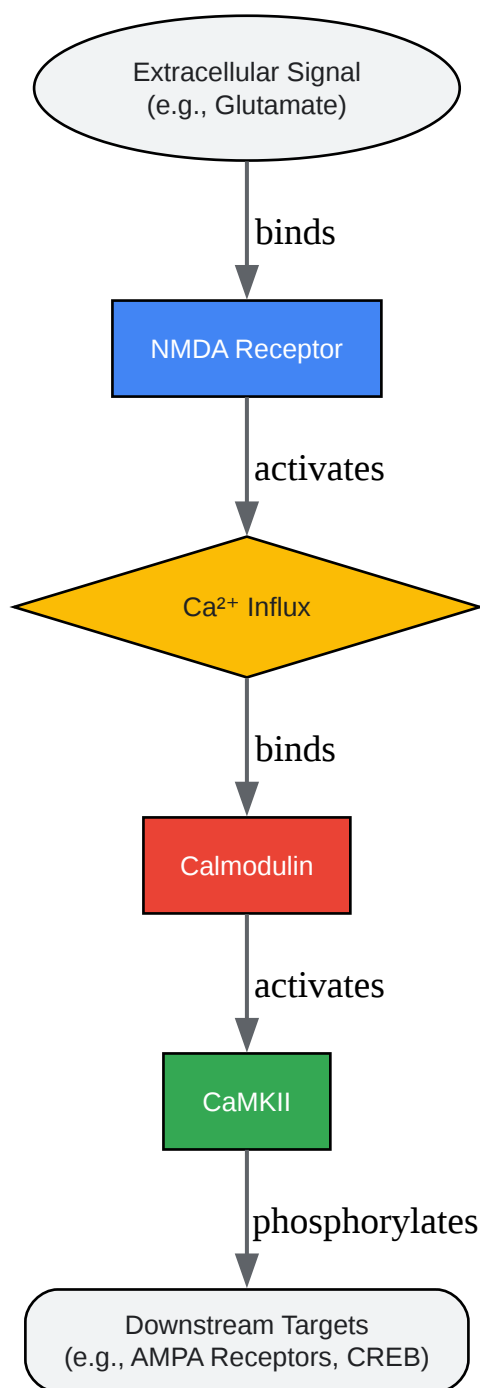 Extracellular Signal
(e.g., Glutamate)
binds
NMDA Receptor
activates
Ca²⁺ Influx
binds
Calmodulin
activates
CaMKII
phosphorylates
Downstream Targets
(e.g., AMPA Receptors, CREB)